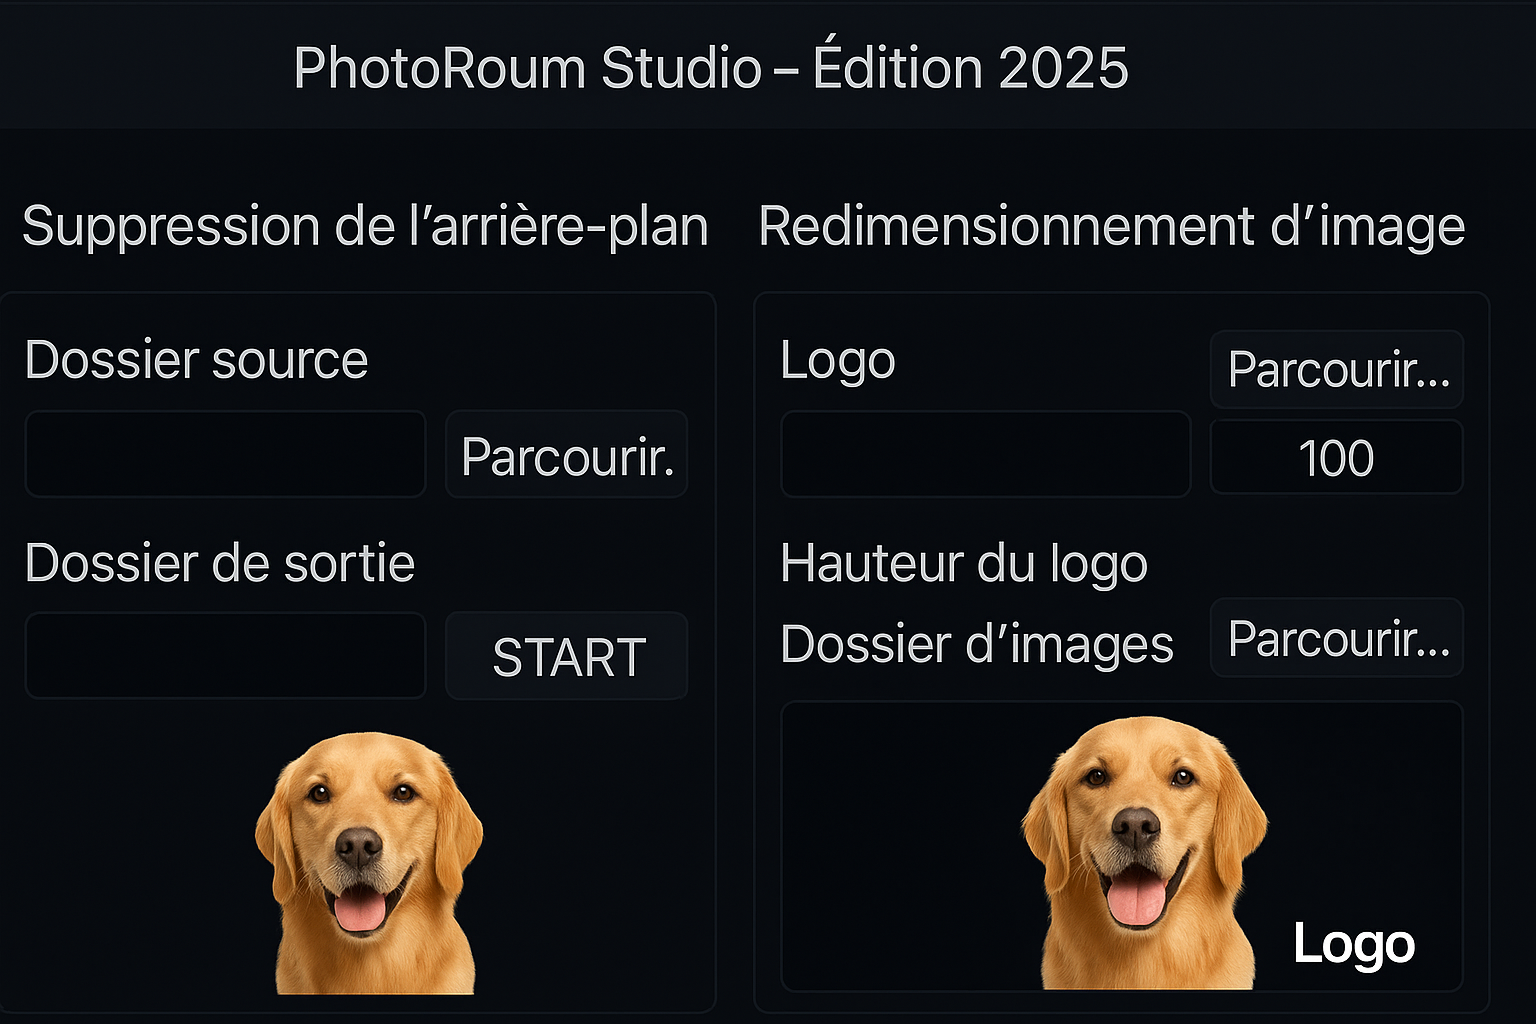 PhotoRoum Studio – Édition 2025
Suppression de l’arrière-plan
Dossier source
Parcourir.
Dossier de sortie
START
Redimensionnement d’image
Logo
Parcourir...
100
Hauteur du logo
Dossier d’images
Parcourir...
Logo